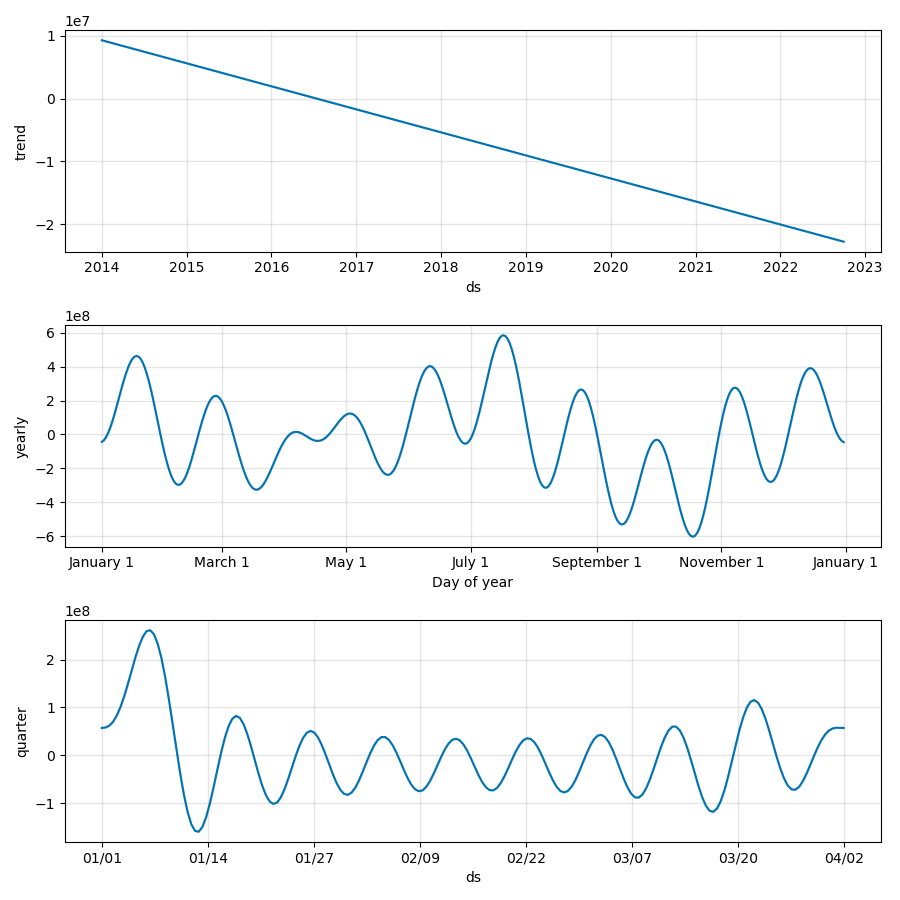 1e7
1
0
−1
−2
trend
2014 2015 2016 2017 2018 2019 2020 2021 2022 2023
ds
1e8
6
4
2
0
−2
−4
−6
yearly
January 1 March 1 May 1 July 1 September 1 November 1 January 1
Day of year
1e8
2
1
0
−1
quarter
01/01 01/14 01/27 02/09 02/22 03/07 03/20 04/02
ds